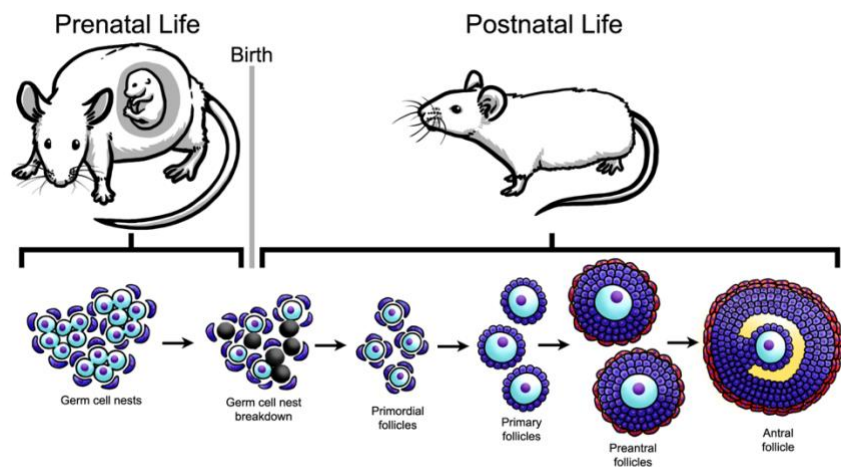 Prenatal Life
Birth
Postnatal Life
Germ cell nests
Germ cell nest
breakdown
Primordial
follicles
Primary
follicles
Preantral
follicles
Antral
follicle